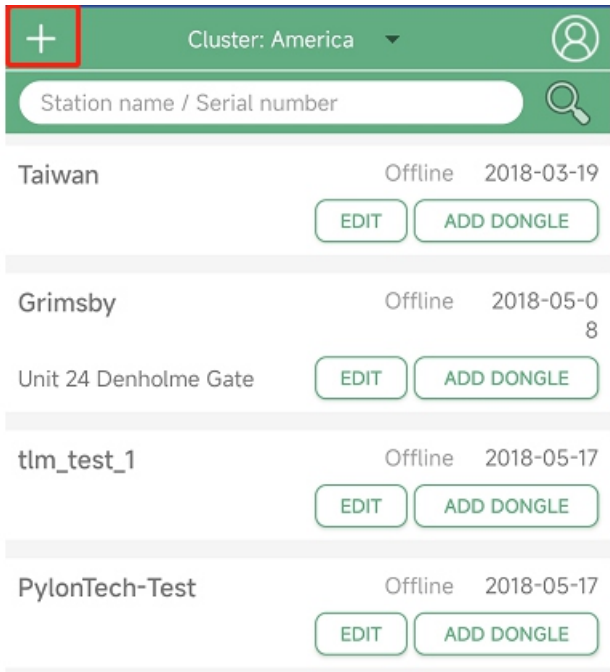 + Cluster: America
Station name / Serial number
Taiwan Offline 2018-03-19
EDIT ADD DONGLE
Grimsby Offline 2018-05-0
8
Unit 24 Denholme Gate EDIT ADD DONGLE
tlm_test_1 Offline 2018-05-17
EDIT ADD DONGLE
PylonTech-Test Offline 2018-05-17
EDIT ADD DONGLE